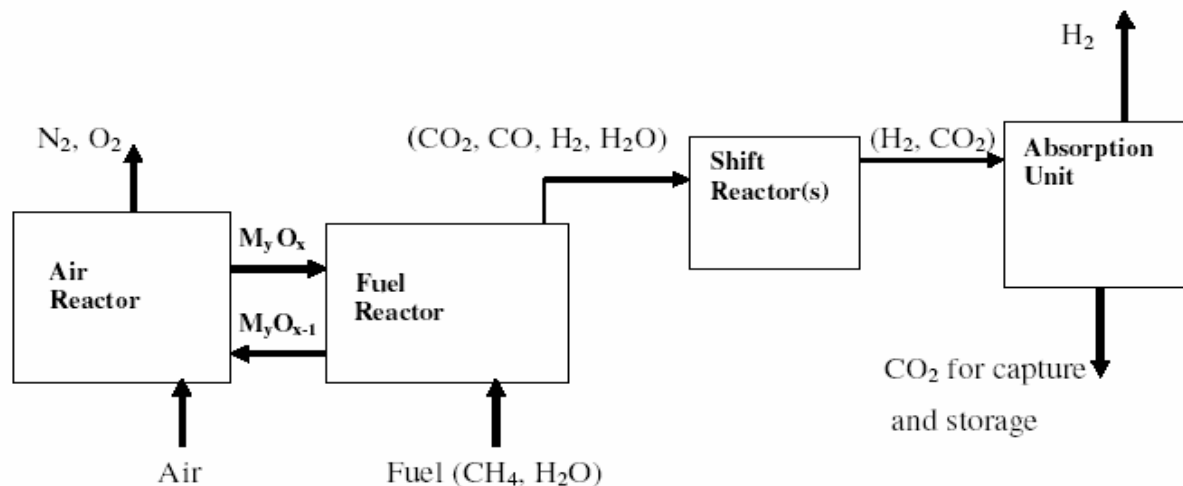 H₂
N₂, O₂
(CO₂, CO, H₂, H₂O)
Shift
Reactor(s)
(H₂, CO₂)
Absorption
Unit
Air
Reactor
MyOx
MyOx-1
Fuel
Reactor
CO₂ for capture
and storage
Air
Fuel (CH₄, H₂O)